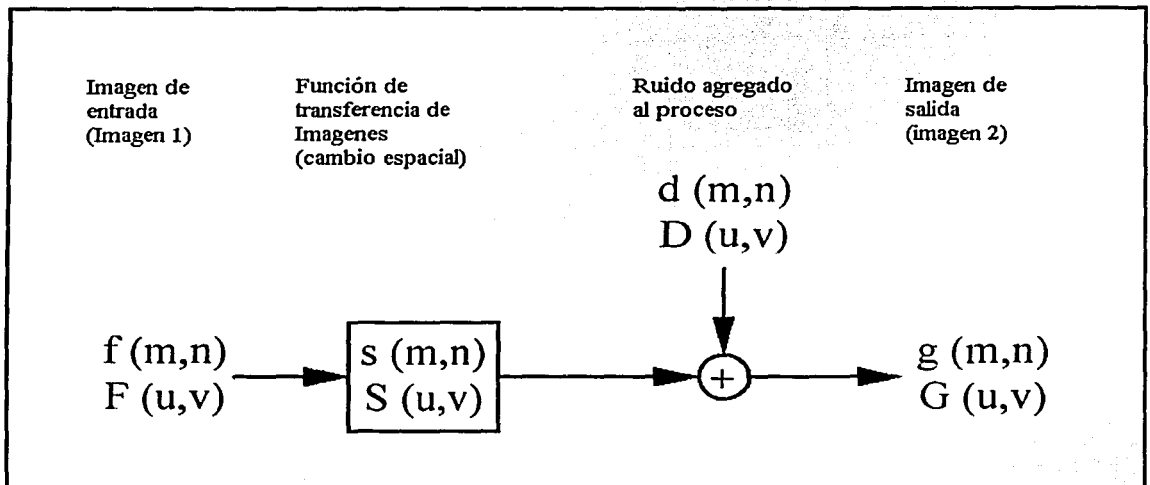 Imagen de
entrada
(Imagen 1)
Función de
transferencia de
Imagenes
(cambio espacial)
Ruido agregado
al proceso
Imagen de
salida
(imagen 2)
d (m,n)
D (u,v)
f (m,n)
F (u,v)
s (m,n)
S (u,v)
+
g (m,n)
G (u,v)